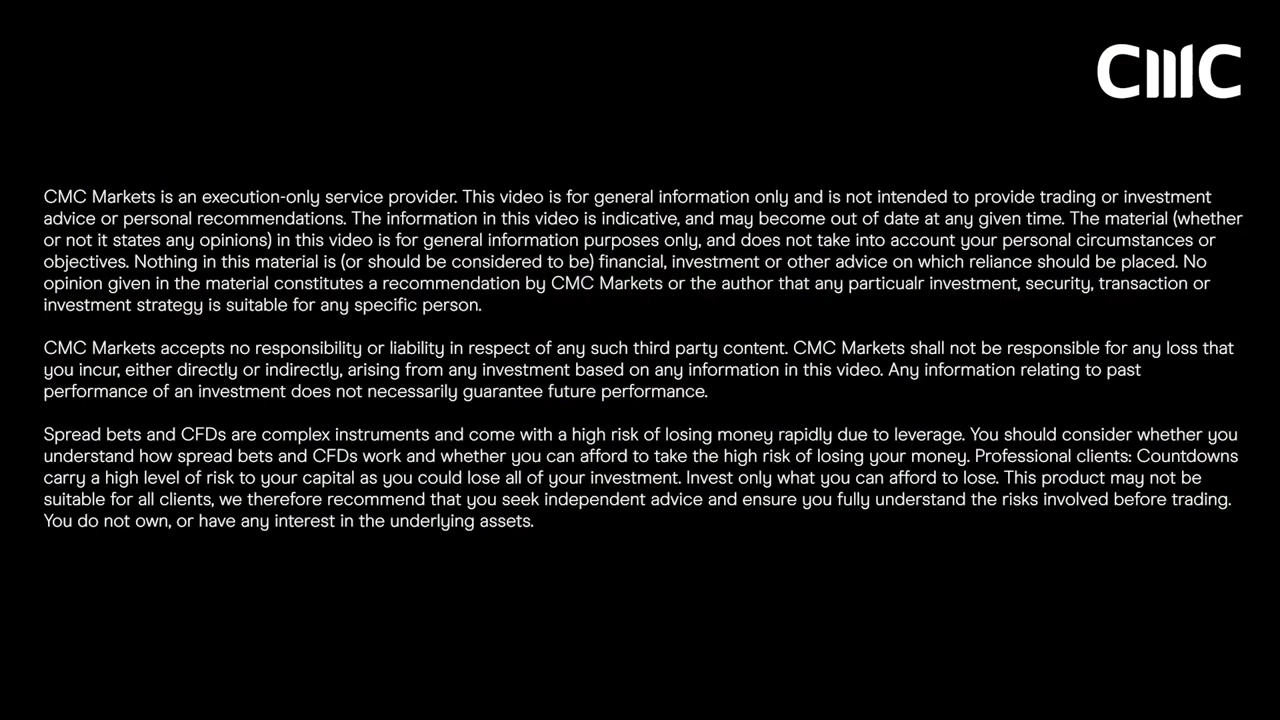 CMC
CMC Markets is an execution-only service provider. This video is for general information only and is not intended to provide trading or investment
advice or personal recommendations. The information in this video is indicative, and may become out of date at any given time. The material (whether
or not it states any opinions) in this video is for general information purposes only, and does not take into account your personal circumstances or
objectives. Nothing in this material is (or should be considered to be) financial, investment or other advice on which reliance should be placed. No
opinion given in the material constitutes a recommendation by CMC Markets or the author that any particualr investment, security, transaction or
investment strategy is suitable for any specific person.
CMC Markets accepts no responsibility or liability in respect of any such third party content. CMC Markets shall not be responsible for any loss that
you incur, either directly or indirectly, arising from any investment based on any information in this video. Any information relating to past
performance of an investment does not necessarily guarantee future performance.
Spread bets and CFDs are complex instruments and come with a high risk of losing money rapidly due to leverage. You should consider whether you
understand how spread bets and CFDs work and whether you can afford to take the high risk of losing your money. Professional clients: Countdowns
carry a high level of risk to your capital as you could lose all of your investment. Invest only what you can afford to lose. This product may not be
suitable for all clients, we therefore recommend that you seek independent advice and ensure you fully understand the risks involved before trading.
You do not own, or have any interest in the underlying assets.